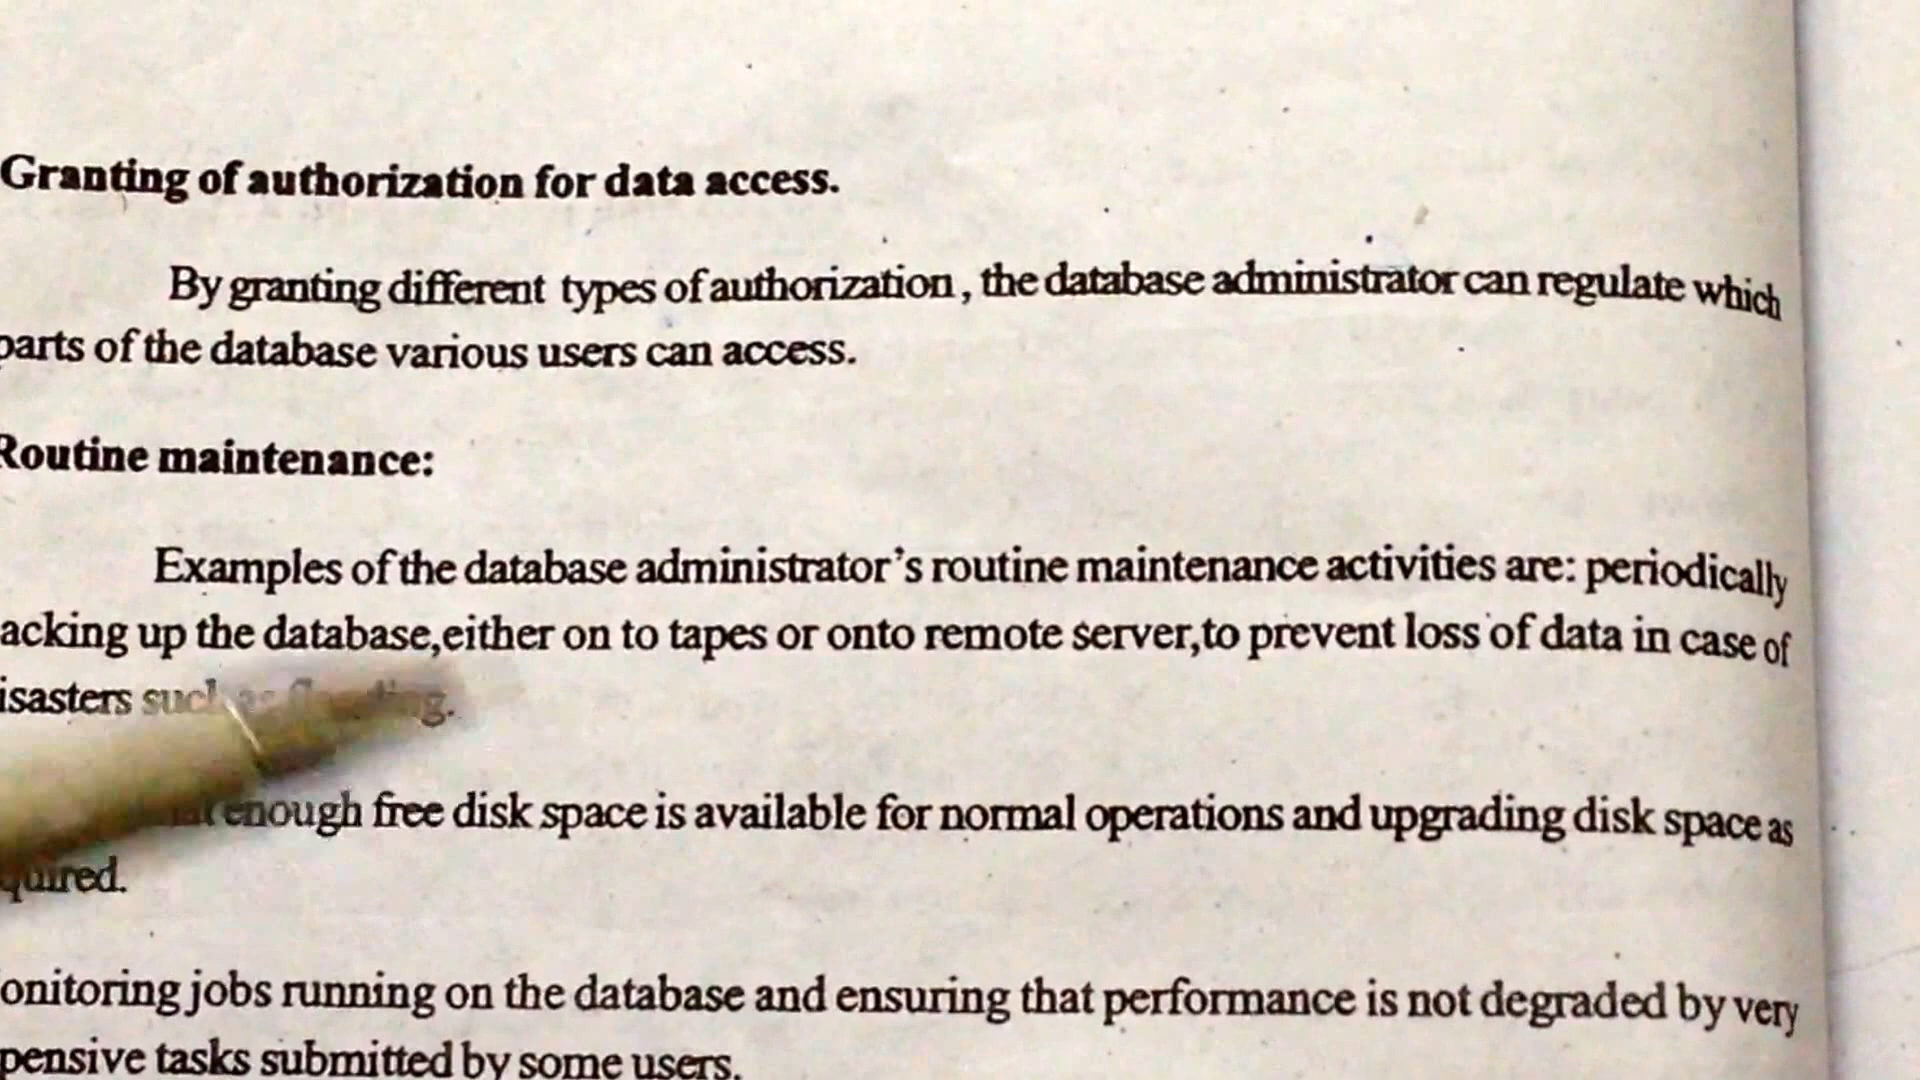 Granting of authorization for data access.
By granting different types of authorization, the database administrator can regulate which
parts of the database various users can access.
Routine maintenance:
Examples of the database administrator's routine maintenance activities are: periodically
acking up the database,either on to tapes or onto remote server,to prevent loss of data in case of
isasters such as flooding.
enough free disk space is available for normal operations and upgrading disk space as
quired.
onitoring jobs running on the database and ensuring that performance is not degraded by very
pensive tasks submitted by some users.